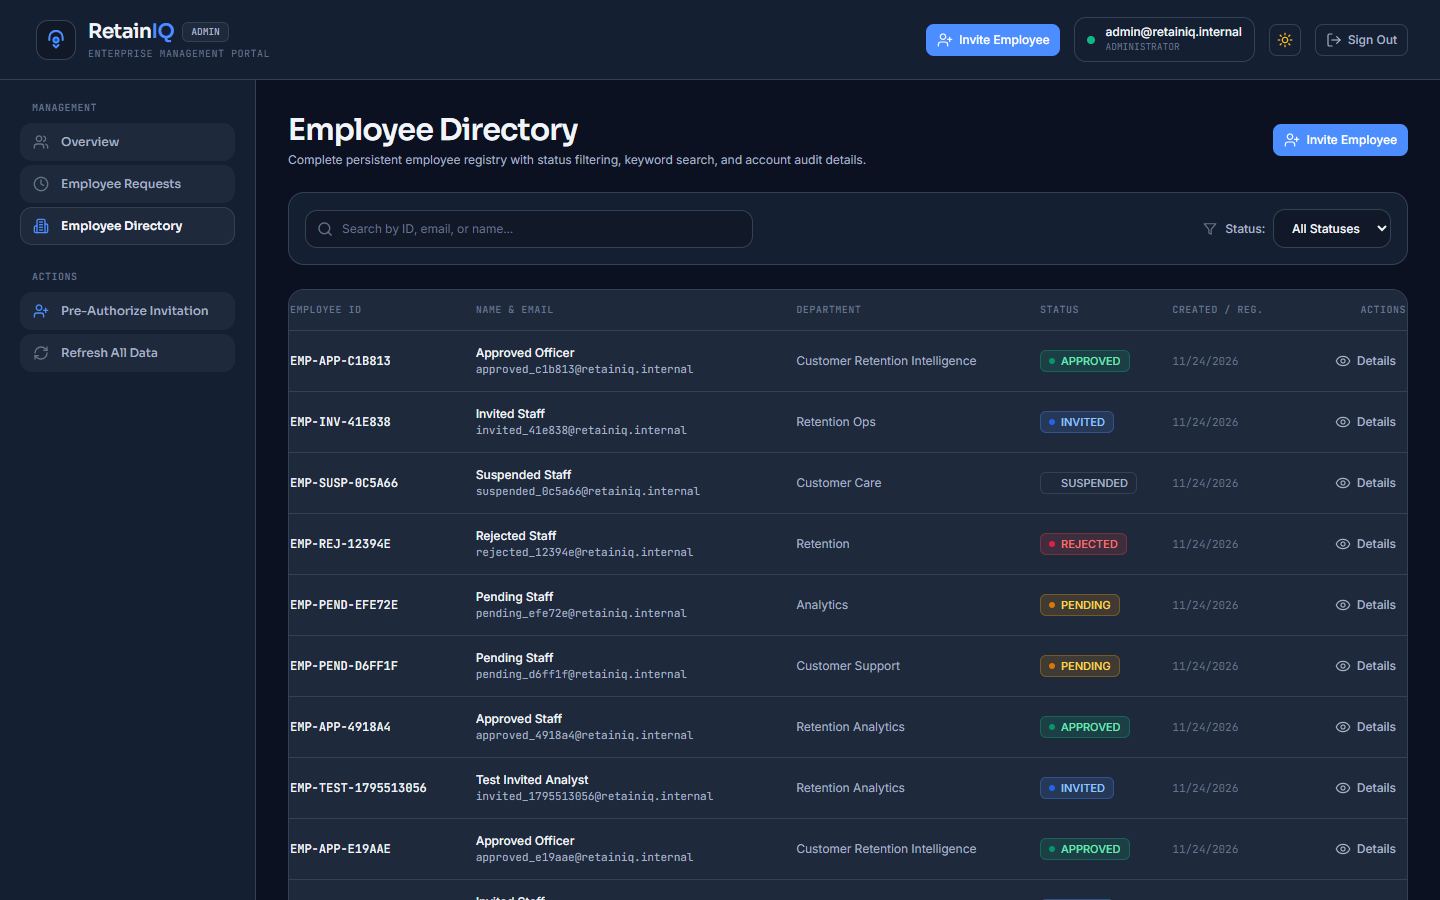 RetainIQ ADMIN
ENTERPRISE MANAGEMENT PORTAL
Invite Employee
admin@retainiq.internal
ADMINISTRATOR
Sign Out
MANAGEMENT
Overview
Employee Requests
Employee Directory
ACTIONS
Pre-Authorize Invitation
Refresh All Data
Employee Directory
Complete persistent employee registry with status filtering, keyword search, and account audit details.
Invite Employee
Search by ID, email, or name...
Status: All Statuses
EMPLOYEE ID NAME & EMAIL DEPARTMENT STATUS CREATED / REG. ACTIONS
EMP-APP-C1B813 Approved Officer Customer Retention Intelligence APPROVED 11/24/2026 Details
approved_c1b813@retainiq.internal
EMP-INV-41E838 Invited Staff Retention Ops INVITED 11/24/2026 Details
invited_41e838@retainiq.internal
EMP-SUSP-0C5A66 Suspended Staff Customer Care SUSPENDED 11/24/2026 Details
suspended_0c5a66@retainiq.internal
EMP-REJ-12394E Rejected Staff Retention REJECTED 11/24/2026 Details
rejected_12394e@retainiq.internal
EMP-PEND-EFE72E Pending Staff Analytics PENDING 11/24/2026 Details
pending_efe72e@retainiq.internal
EMP-PEND-D6FF1F Pending Staff Customer Support PENDING 11/24/2026 Details
pending_d6ff1f@retainiq.internal
EMP-APP-4918A4 Approved Staff Retention Analytics APPROVED 11/24/2026 Details
approved_4918a4@retainiq.internal
EMP-TEST-1795513056 Test Invited Analyst Retention Analytics INVITED 11/24/2026 Details
invited_1795513056@retainiq.internal
EMP-APP-E19AAE Approved Officer Customer Retention Intelligence APPROVED 11/24/2026 Details
approved_e19aae@retainiq.internal